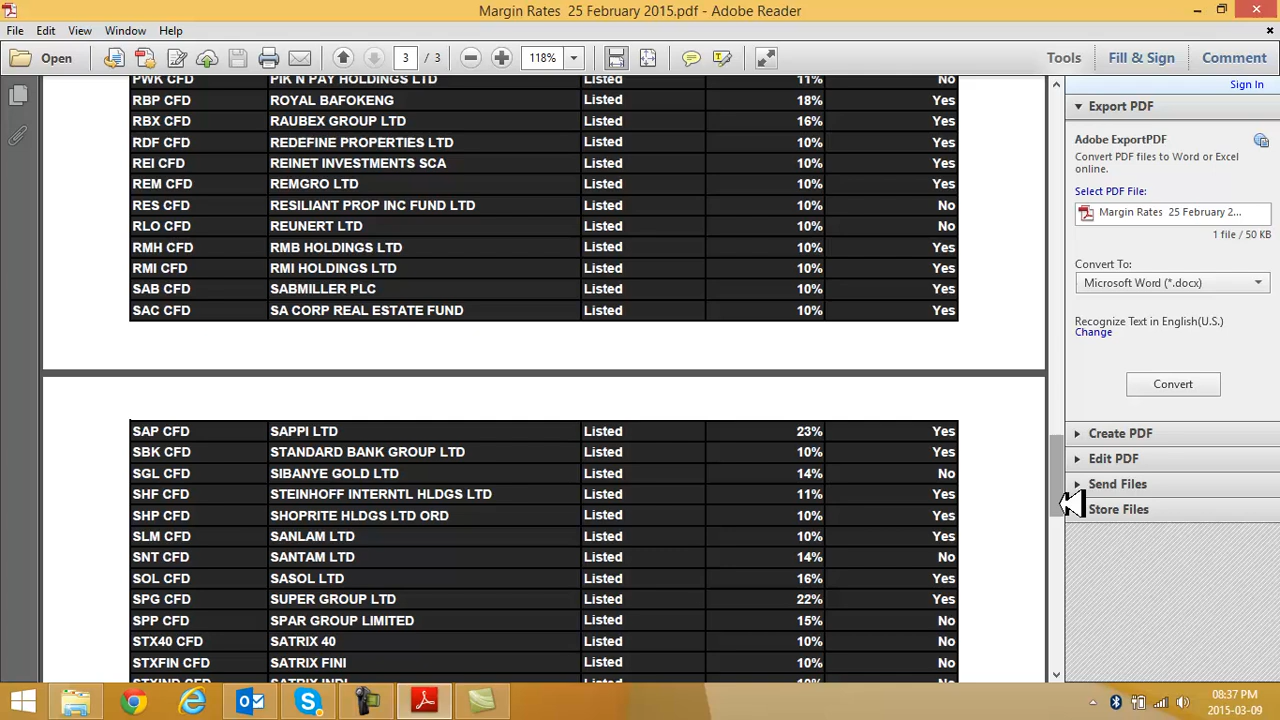 Margin Rates 25 February 2015.pdf - Adobe Reader
File Edit View Window Help
Open 3 / 3 118% Tools Fill & Sign Comment
PWK CFD PIK N PAY HOLDINGS LTD Listed 11% No
RBP CFD ROYAL BAFOKENG Listed 18% Yes
RBX CFD RAUBEX GROUP LTD Listed 16% Yes
RDF CFD REDEFINE PROPERTIES LTD Listed 10% Yes
REI CFD REINET INVESTMENTS SCA Listed 10% Yes
REM CFD REMGRO LTD Listed 10% Yes
RES CFD RESILIANT PROP INC FUND LTD Listed 10% No
RLO CFD REUNERT LTD Listed 10% No
RMH CFD RMB HOLDINGS LTD Listed 10% Yes
RMI CFD RMI HOLDINGS LTD Listed 10% Yes
SAB CFD SABMILLER PLC Listed 10% Yes
SAC CFD SA CORP REAL ESTATE FUND Listed 10% Yes
SAP CFD SAPPI LTD Listed 23% Yes
SBK CFD STANDARD BANK GROUP LTD Listed 10% Yes
SGL CFD SIBANYE GOLD LTD Listed 14% No
SHF CFD STEINHOFF INTERNTL HLDGS LTD Listed 11% Yes
SHP CFD SHOPRITE HLDGS LTD ORD Listed 10% Yes
SLM CFD SANLAM LTD Listed 10% Yes
SNT CFD SANTAM LTD Listed 14% No
SOL CFD SASOL LTD Listed 16% Yes
SPG CFD SUPER GROUP LTD Listed 22% Yes
SPP CFD SPAR GROUP LIMITED Listed 15% No
STX40 CFD SATRIX 40 Listed 10% No
STXFIN CFD SATRIX FINI Listed 10% No
STXIND CFD SATRIX INDI Listed 10% No
Sign In
Export PDF
Adobe ExportPDF
Convert PDF files to Word or Excel
online.
Select PDF File:
Margin Rates 25 February 2...
1 file / 50 KB
Convert To:
Microsoft Word (*.docx)
Recognize Text in English(U.S.)
Change
Convert
Create PDF
Edit PDF
Send Files
Store Files
08:37 PM
2015-03-09